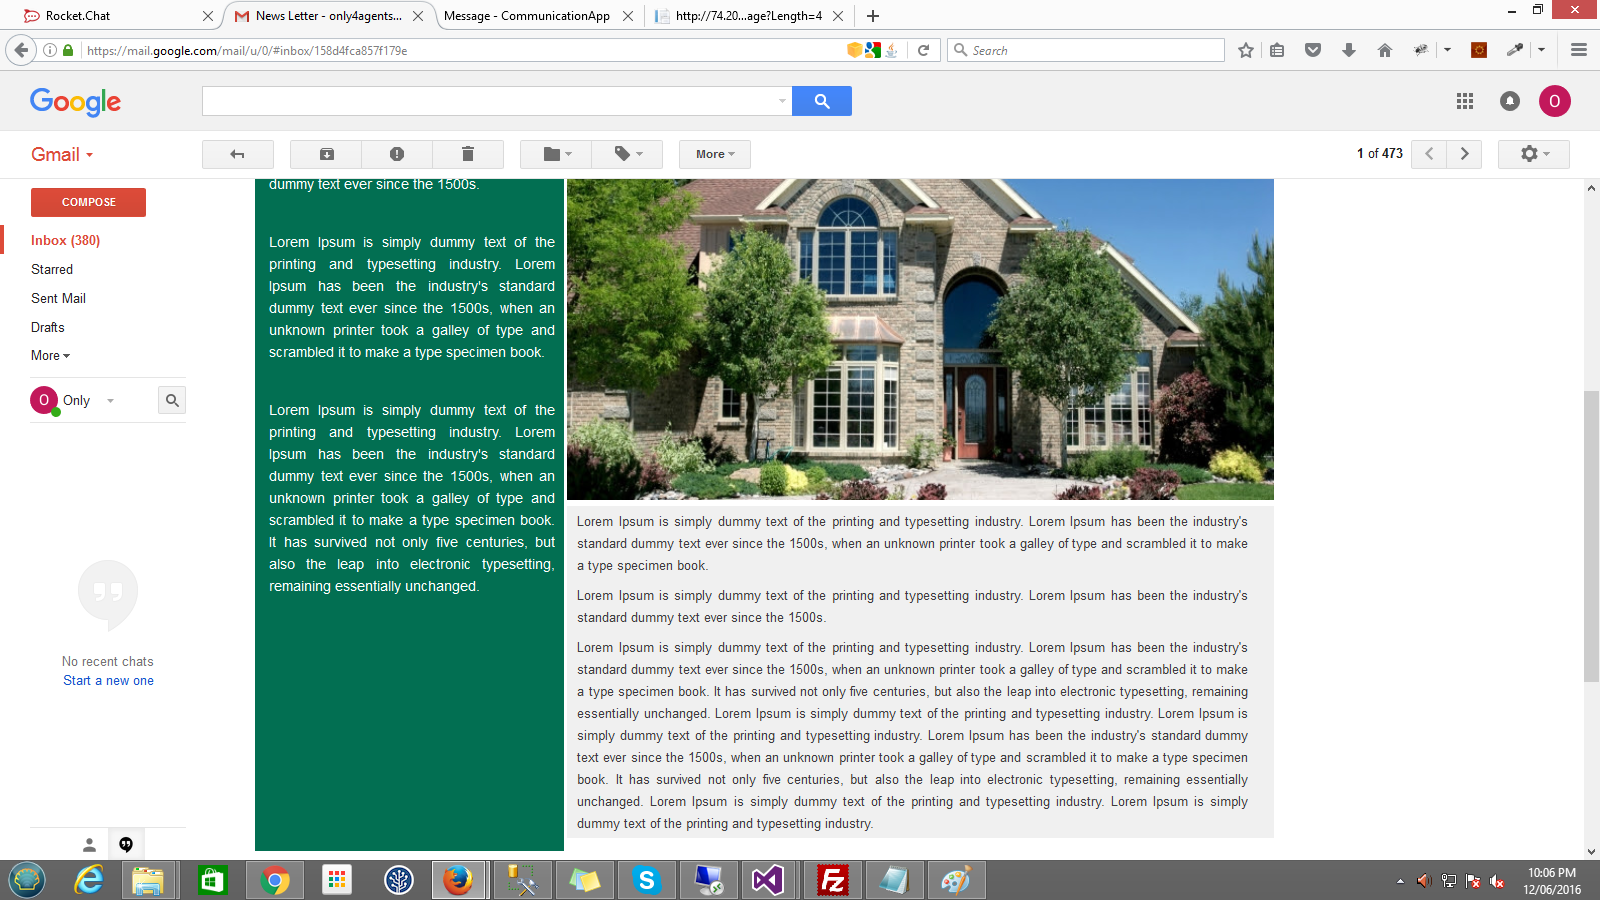 Rocket.Chat
News Letter - only4agents...
Message - CommunicationApp
http://74.20...age?Length=4
https://mail.google.com/mail/u/0/#inbox/158d4fca857f179e
Search
Google
O
Gmail
More
1 of 473
COMPOSE
Inbox (380)
Starred
Sent Mail
Drafts
More
O
Only
No recent chats
Start a new one
dummy text ever since the 1500s.
Lorem Ipsum is simply dummy text of the
printing and typesetting industry. Lorem
Ipsum has been the industry's standard
dummy text ever since the 1500s, when an
unknown printer took a galley of type and
scrambled it to make a type specimen book.
Lorem Ipsum is simply dummy text of the
printing and typesetting industry. Lorem
Ipsum has been the industry's standard
dummy text ever since the 1500s, when an
unknown printer took a galley of type and
scrambled it to make a type specimen book.
It has survived not only five centuries, but
also the leap into electronic typesetting,
remaining essentially unchanged.
Lorem Ipsum is simply dummy text of the printing and typesetting industry. Lorem Ipsum has been the industry's
standard dummy text ever since the 1500s, when an unknown printer took a galley of type and scrambled it to make
a type specimen book.
Lorem Ipsum is simply dummy text of the printing and typesetting industry. Lorem Ipsum has been the industry's
standard dummy text ever since the 1500s.
Lorem Ipsum is simply dummy text of the printing and typesetting industry. Lorem Ipsum has been the industry's
standard dummy text ever since the 1500s, when an unknown printer took a galley of type and scrambled it to make
a type specimen book. It has survived not only five centuries, but also the leap into electronic typesetting, remaining
essentially unchanged. Lorem Ipsum is simply dummy text of the printing and typesetting industry. Lorem Ipsum is
simply dummy text of the printing and typesetting industry. Lorem Ipsum has been the industry's standard dummy
text ever since the 1500s, when an unknown printer took a galley of type and scrambled it to make a type specimen
book. It has survived not only five centuries, but also the leap into electronic typesetting, remaining essentially
unchanged. Lorem Ipsum is simply dummy text of the printing and typesetting industry. Lorem Ipsum is simply
dummy text of the printing and typesetting industry.
10:06 PM
12/06/2016